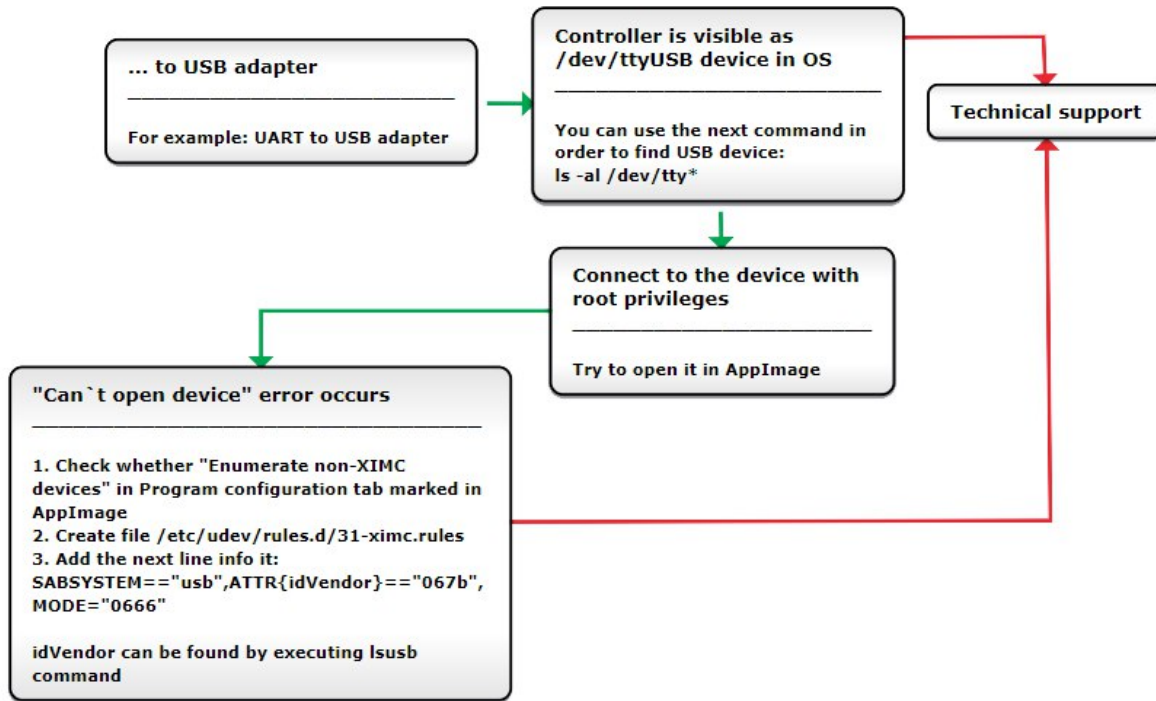 ... to USB adapter
For example: UART to USB adapter
Controller is visible as
/dev/ttyUSB device in OS
You can use the next command in
order to find USB device:
ls -al /dev/tty*
Technical support
Connect to the device with
root privileges
Try to open it in AppImage
"Can`t open device" error occurs
1. Check whether "Enumerate non-XIMC
devices" in Program configuration tab marked in
AppImage
2. Create file /etc/udev/rules.d/31-ximc.rules
3. Add the next line info it:
SABSYSTEM=="usb",ATTR{idVendor}=="067b",
MODE="0666"
idVendor can be found by executing lsusb
command